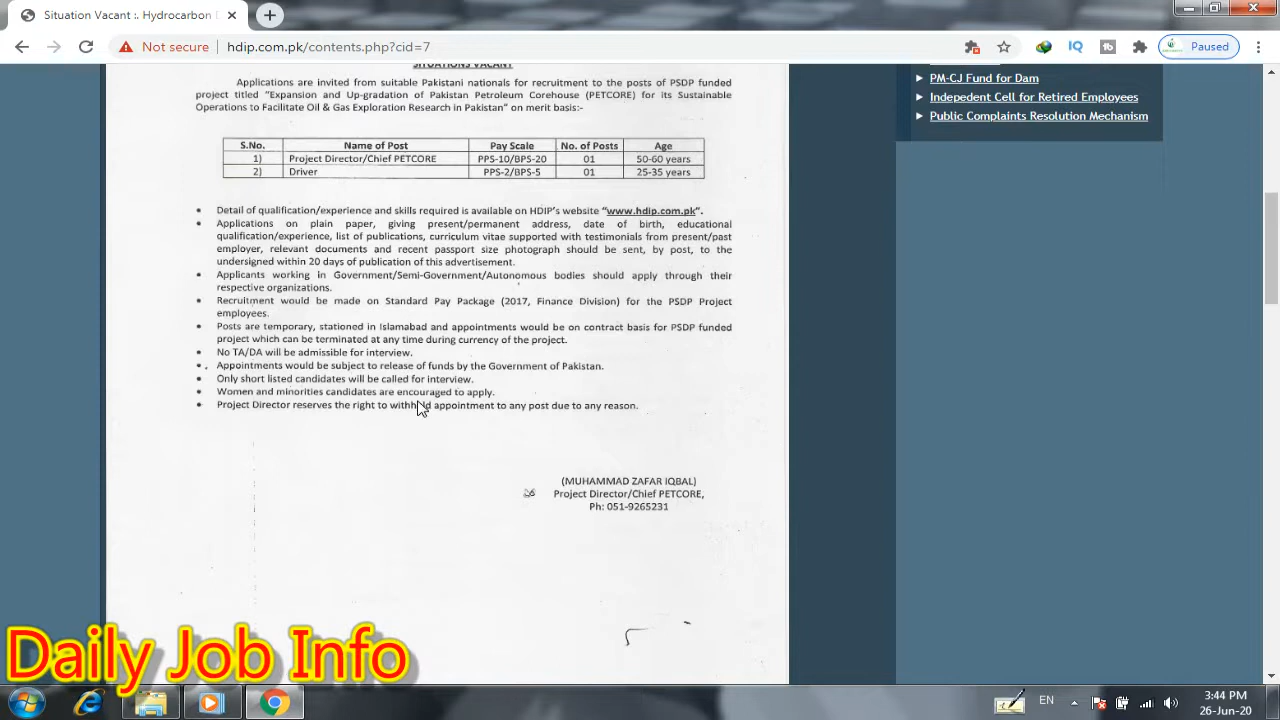 Situation Vacant :. Hydrocarbon D
Not secure hdip.com.pk/contents.php?cid=7
IQ
Paused
SITUATIONS VACANT
Applications are invited from suitable Pakistani nationals for recruitment to the posts of PSDP funded
project titled "Expansion and Up-gradation of Pakistan Petroleum Corehouse (PETCORE) for its Sustainable
Operations to Facilitate Oil & Gas Exploration Research in Pakistan" on merit basis:-
S.No. Name of Post Pay Scale No. of Posts Age
1) Project Director/Chief PETCORE PPS-10/BPS-20 01 50-60 years
2) Driver PPS-2/BPS-5 01 25-35 years
• Detail of qualification/experience and skills required is available on HDIP's website "www.hdip.com.pk".
• Applications on plain paper, giving present/permanent address, date of birth, educational
qualification/experience, list of publications, curriculum vitae supported with testimonials from present/past
employer, relevant documents and recent passport size photograph should be sent, by post, to the
undersigned within 20 days of publication of this advertisement.
• Applicants working in Government/Semi-Government/Autonomous bodies should apply through their
respective organizations.
• Recruitment would be made on Standard Pay Package (2017, Finance Division) for the PSDP Project
employees.
• Posts are temporary, stationed in Islamabad and appointments would be on contract basis for PSDP funded
project which can be terminated at any time during currency of the project.
• No TA/DA will be admissible for interview.
• Appointments would be subject to release of funds by the Government of Pakistan.
• Only short listed candidates will be called for interview.
• Women and minorities candidates are encouraged to apply.
• Project Director reserves the right to withhold appointment to any post due to any reason.
(MUHAMMAD ZAFAR IQBAL)
Project Director/Chief PETCORE,
Ph: 051-9265231
PM-CJ Fund for Dam
Indepedent Cell for Retired Employees
Public Complaints Resolution Mechanism
Daily Job Info
EN
3:44 PM
26-Jun-20